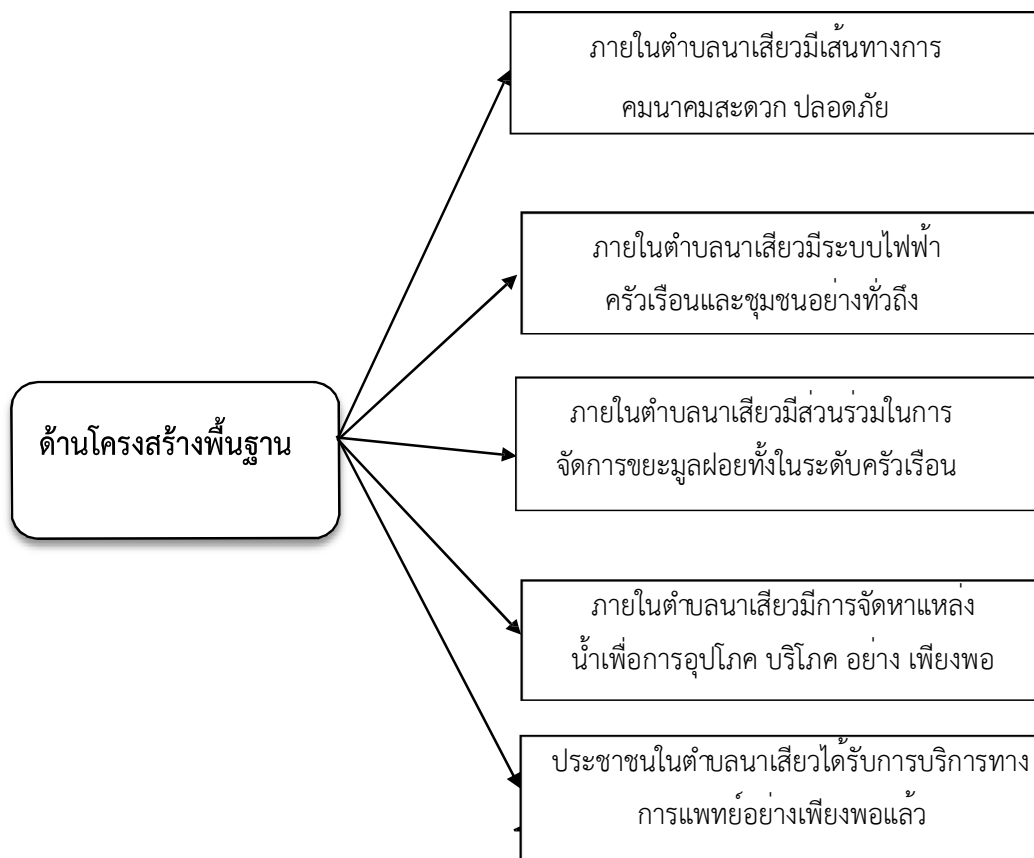 ภายในตำบลนาเสียวมีเส้นทางการ
คมนาคมสะดวก ปลอดภัย
ภายในตำบลนาเสียวมีระบบไฟฟ้า
ครัวเรือนและชุมชนอย่างทั่วถึง
ด้านโครงสร้างพื้นฐาน
ภายในตำบลนาเสียวมีส่วนร่วมในการ
จัดการขยะมูลฝอยทั้งในระดับครัวเรือน
ภายในตำบลนาเสียวมีการจัดหาแหล่ง
น้ำเพื่อการอุปโภค บริโภค อย่าง เพียงพอ
ประชาชนในตำบลนาเสียวได้รับการบริการทาง
การแพทย์อย่างเพียงพอแล้ว